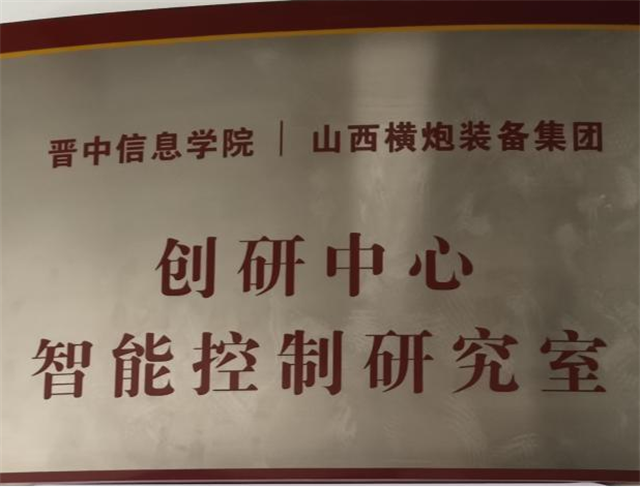 晋中信息学院｜山西横炮装备集团
创研中心
智能控制研究室